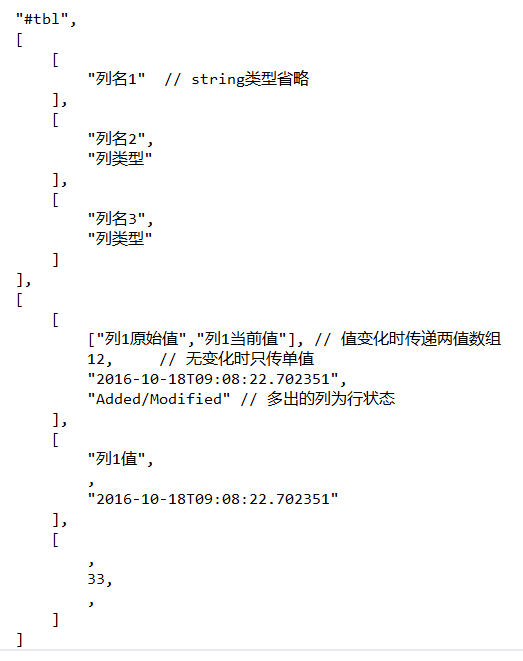 "#tbl",
[
    [
        "列名1"  // string类型省略
    ],
    [
        "列名2",
        "列类型"
    ],
    [
        "列名3",
        "列类型"
    ]
],
[
    [
        ["列1原始值","列1当前值"], // 值变化时传递两值数组
        12,     // 无变化时只传单值
        "2016-10-18T09:08:22.702351",
        "Added/Modified" // 多出的列为行状态
    ],
    [
        "列1值",
        ,
        "2016-10-18T09:08:22.702351"
    ],
    [
        ,
        33,
        ,
    ]
]